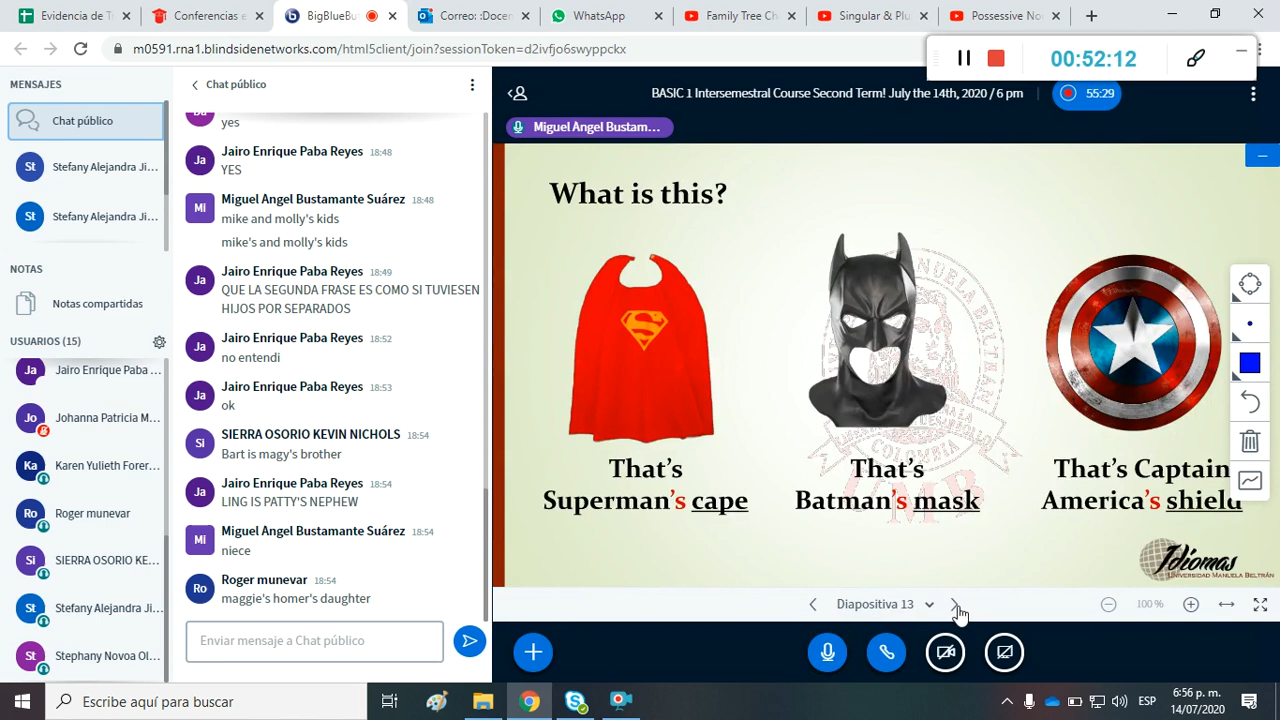 Evidencia de T
Conferencias e
BigBlueBu
Correo: :Docen
WhatsApp
Family Tree Cha
Singular & Plu
Possessive No
m0591.rna1.blindsidenetworks.com/html5client/join?sessionToken=d2ivfjo6swyppckx
00:52:12
MENSAJES
Chat público
Stefany Alejandra Ji...
Stefany Alejandra Ji...
NOTAS
Notas compartidas
USUARIOS (15)
Jairo Enrique Paba ...
Johanna Patricia M...
Karen Yulieth Forer...
Roger munevar
SIERRA OSORIO KE...
Stefany Alejandra Ji...
Stephany Novoa Ol...
Chat público
yes
Jairo Enrique Paba Reyes 18:48
YES
Miguel Angel Bustamante Suárez 18:48
mike and molly's kids
mike's and molly's kids
Jairo Enrique Paba Reyes 18:49
QUE LA SEGUNDA FRASE ES COMO SI TUVIESEN
HIJOS POR SEPARADOS
Jairo Enrique Paba Reyes 18:52
no entendi
Jairo Enrique Paba Reyes 18:53
ok
SIERRA OSORIO KEVIN NICHOLS 18:54
Bart is magy's brother
Jairo Enrique Paba Reyes 18:54
LING IS PATTY'S NEPHEW
Miguel Angel Bustamante Suárez 18:54
niece
Roger munevar 18:54
maggie's homer's daughter
Enviar mensaje a Chat público
BASIC 1 Intersemestral Course Second Term! July the 14th, 2020 / 6 pm
55:29
Miguel Angel Bustam...
What is this?
That's
Superman's cape
That's
Batman's mask
That's Captain
America's shield
Idiomas
UNIVERSIDAD MANUELA BELTRÁN
Diapositiva 13
100 %
Escribe aquí para buscar
ESP
6:56 p. m.
14/07/2020